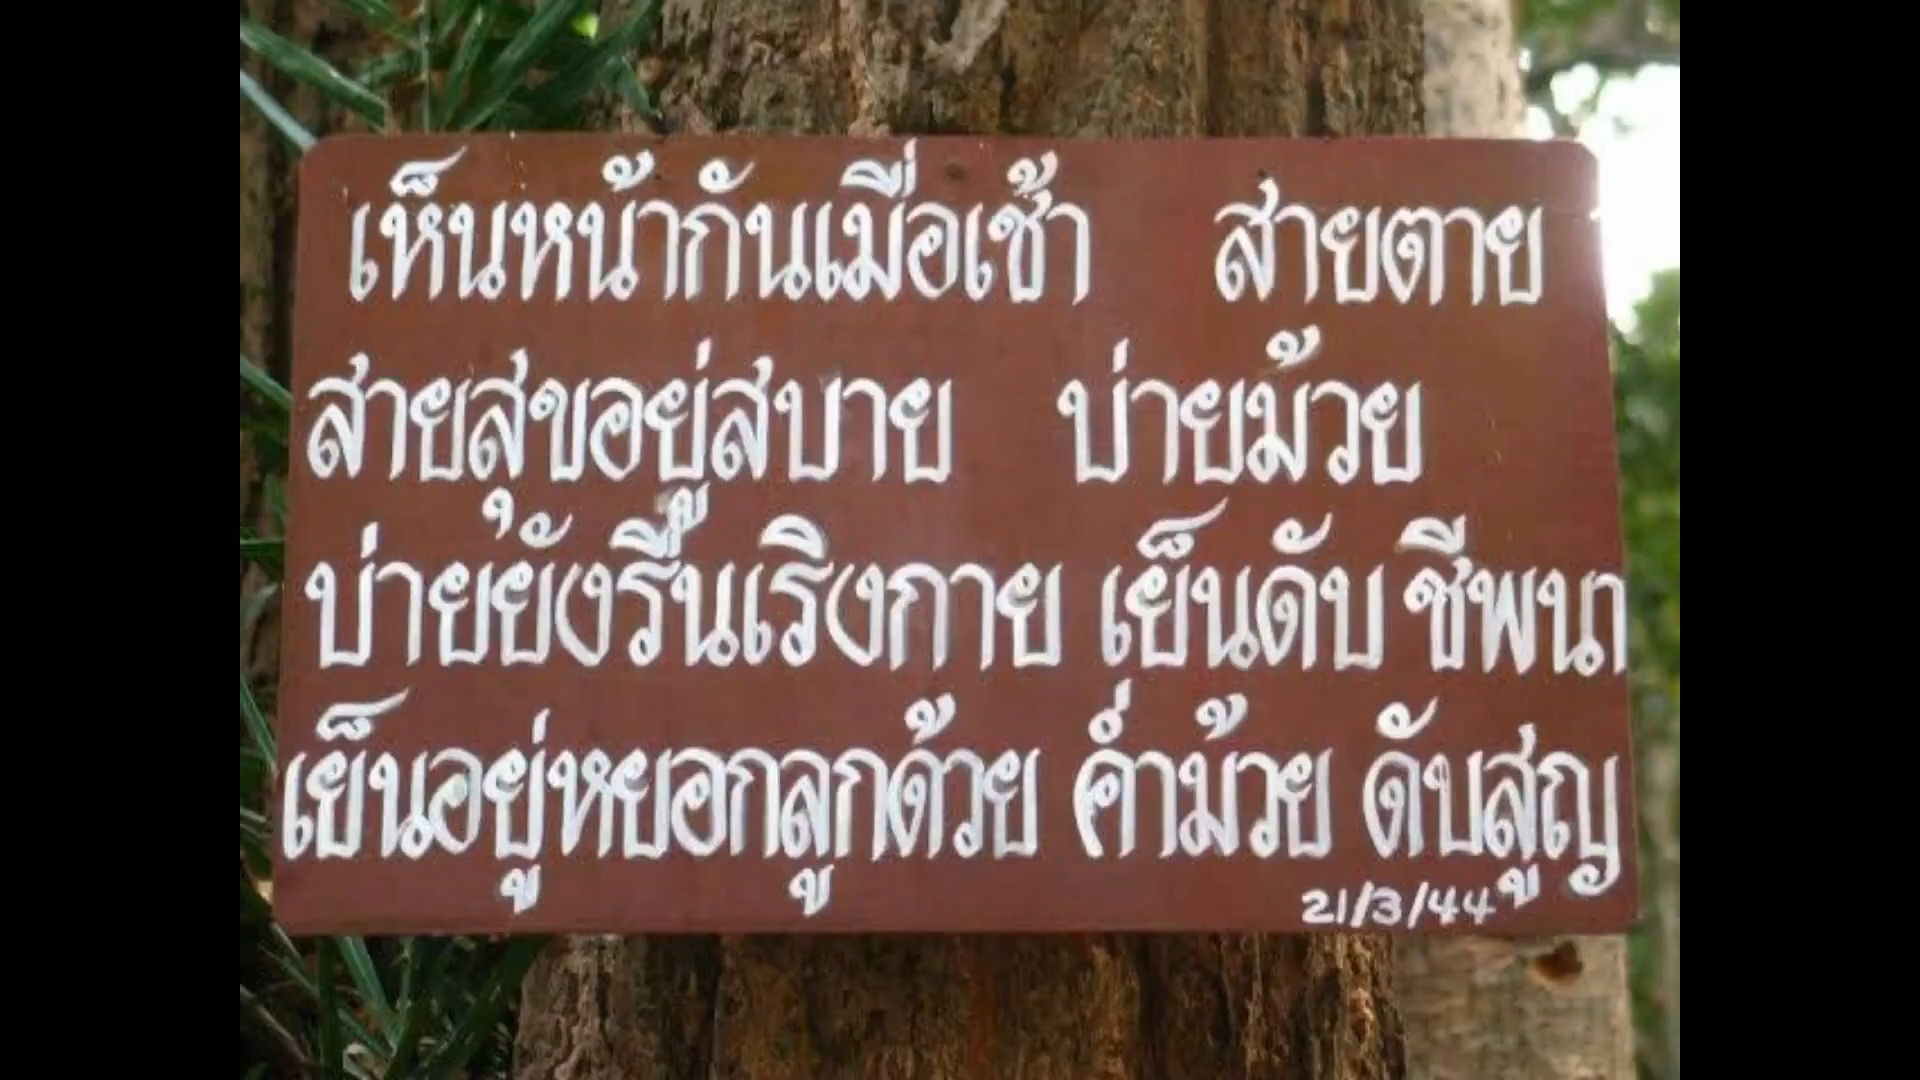 เห็นหน้ากันเมื่อเช้า สายตาย
สายสุขอยู่สบาย บ่ายม้วย
บ่ายยังรื่นเริงกาย เย็นดับ ชีพนา
เย็นอยู่หยอกลูกด้วย ค่ำม้วย ดับสูญ
21/3/44